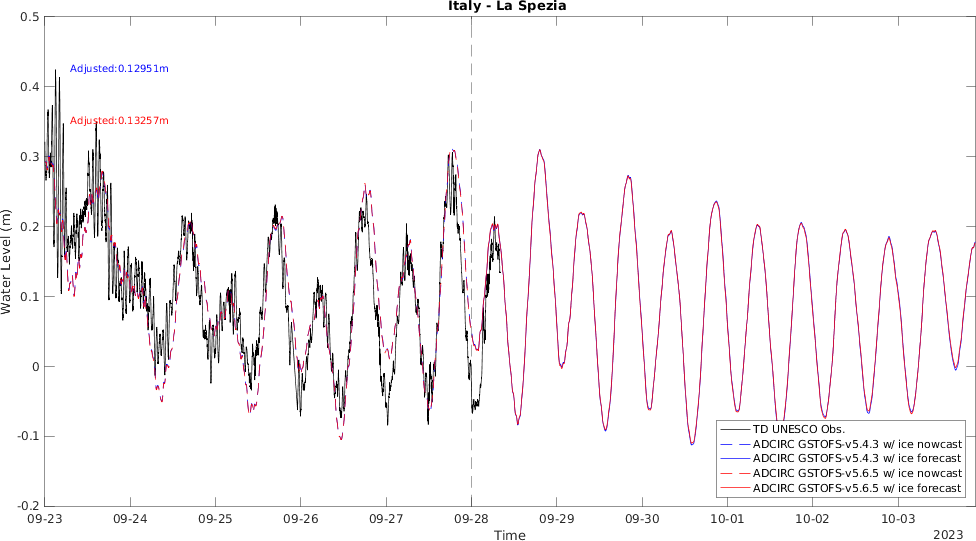 Italy - La Spezia
0.5
0.4
0.3
0.2
0.1
0
-0.1
-0.2
Water Level (m)
Adjusted:0.12951m
Adjusted:0.13257m
TD UNESCO Obs.
ADCIRC GSTOFS-v5.4.3 w/ ice nowcast
ADCIRC GSTOFS-v5.4.3 w/ ice forecast
ADCIRC GSTOFS-v5.6.5 w/ ice nowcast
ADCIRC GSTOFS-v5.6.5 w/ ice forecast
09-23 09-24 09-25 09-26 09-27 09-28 09-29 09-30 10-01 10-02 10-03
Time
2023